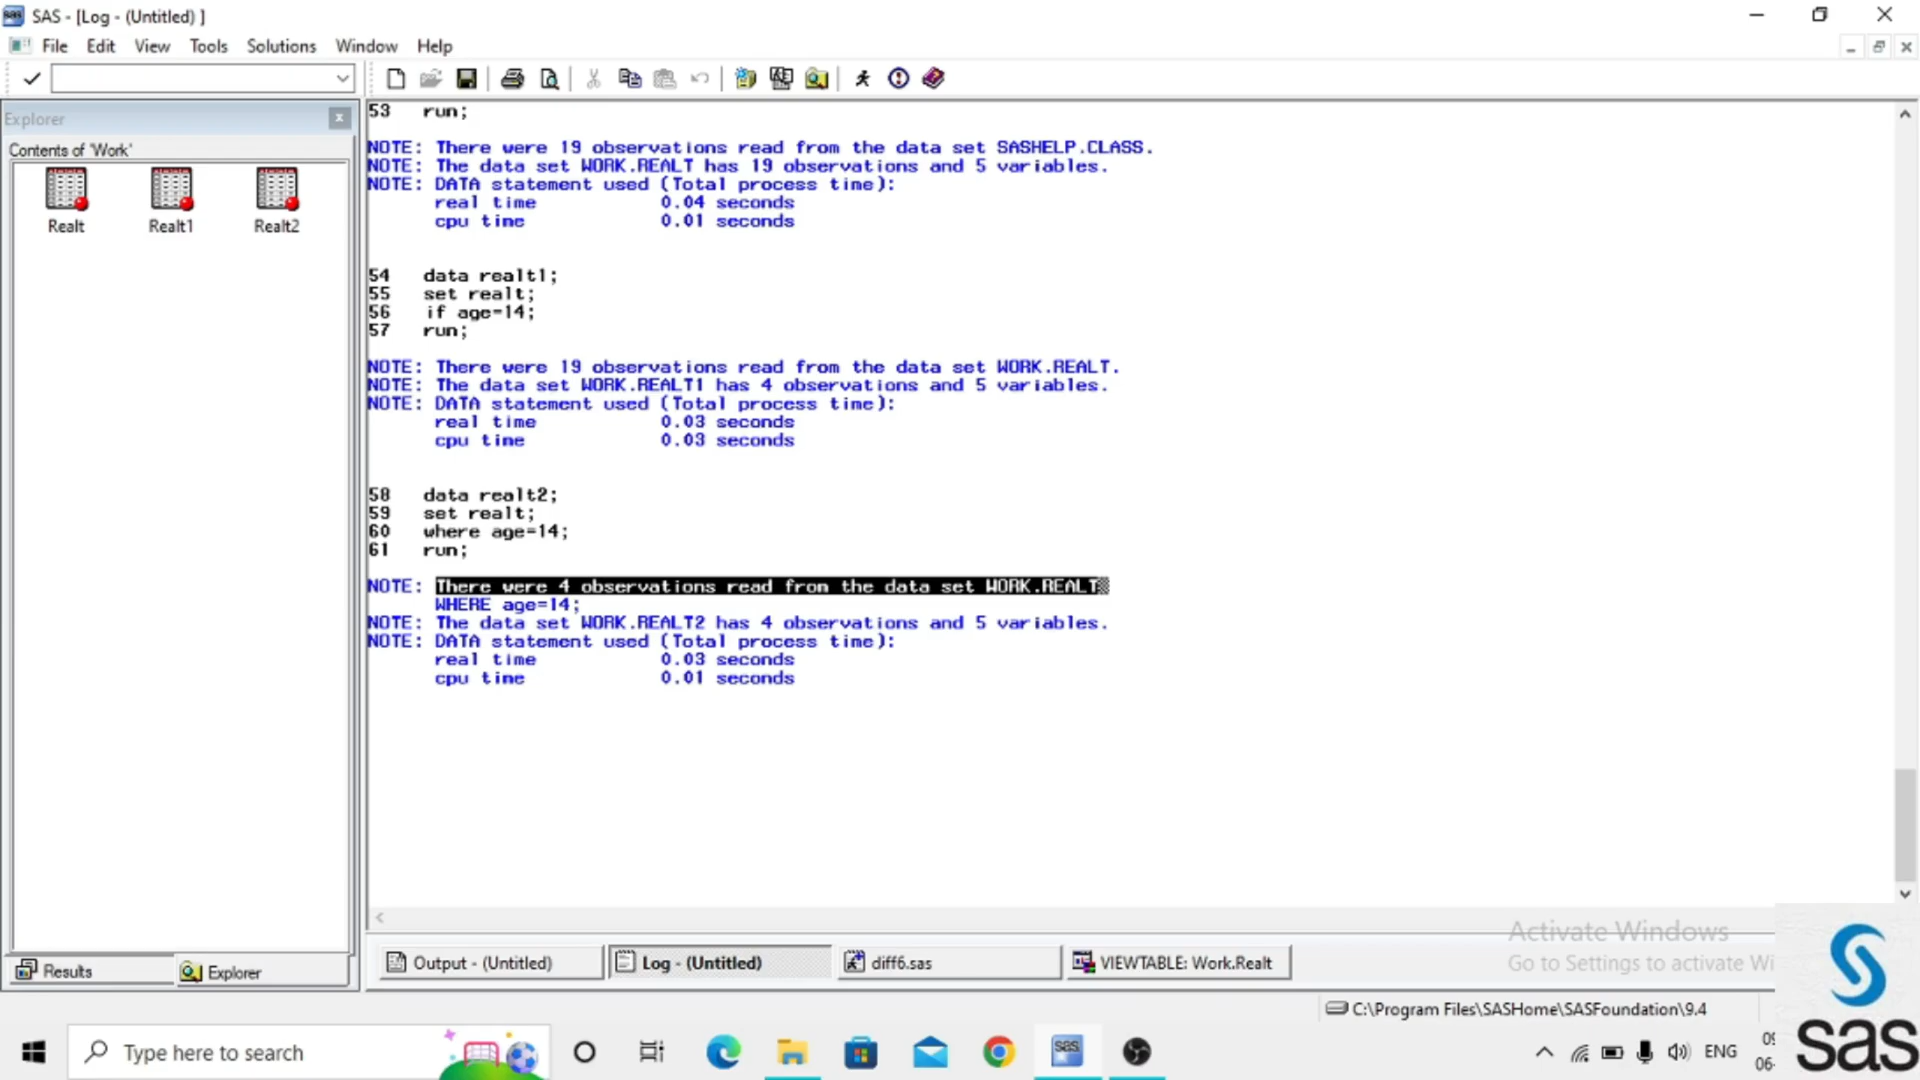 SAS - [Log - (Untitled) ]
File Edit View Tools Solutions Window Help
Explorer
Contents of 'Work'
Realt Realt1 Realt2
53 run;
NOTE: There were 19 observations read from the data set SASHELP.CLASS.
NOTE: The data set WORK.REALT has 19 observations and 5 variables.
NOTE: DATA statement used (Total process time):
real time 0.04 seconds
cpu time 0.01 seconds
54 data realt1;
55 set realt;
56 if age=14;
57 run;
NOTE: There were 19 observations read from the data set WORK.REALT.
NOTE: The data set WORK.REALT1 has 4 observations and 5 variables.
NOTE: DATA statement used (Total process time):
real time 0.03 seconds
cpu time 0.03 seconds
58 data realt2;
59 set realt;
60 where age=14;
61 run;
NOTE: There were 4 observations read from the data set WORK.REALT
WHERE age=14;
NOTE: The data set WORK.REALT2 has 4 observations and 5 variables.
NOTE: DATA statement used (Total process time):
real time 0.03 seconds
cpu time 0.01 seconds
Activate Windows
Go to Settings to activate Wi
Results Explorer
Output - (Untitled) Log - (Untitled) diff6.sas VIEWTABLE: Work.Realt
C:\Program Files\SASHome\SASFoundation\9.4
Type here to search
sas
ENG
06-
sas